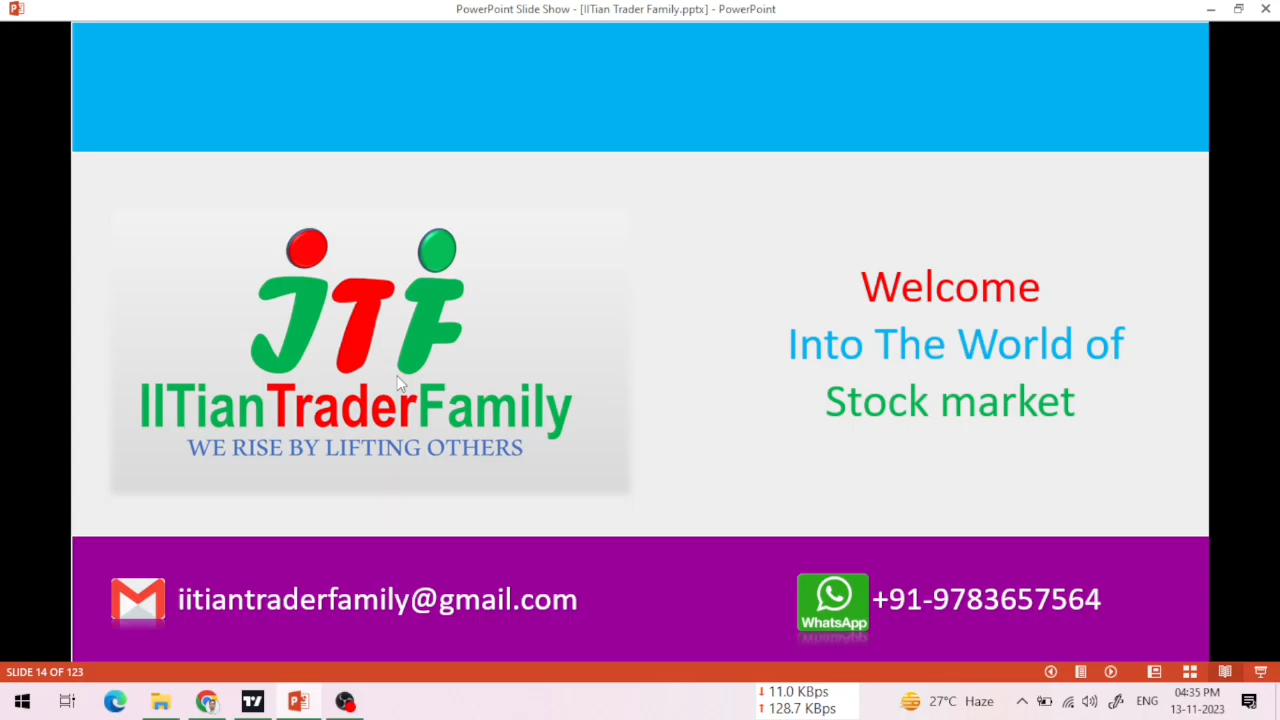 PowerPoint Slide Show - [IITian Trader Family.pptx] - PowerPoint
ITF
IITianTraderFamily
WE RISE BY LIFTING OTHERS
Welcome
Into The World of
Stock market
iitiantraderfamily@gmail.com
WhatsApp
+91-9783657564
SLIDE 14 OF 123
↓ 11.0 KBps
↑ 128.7 KBps
27°C Haze
ENG
04:35 PM
13-11-2023